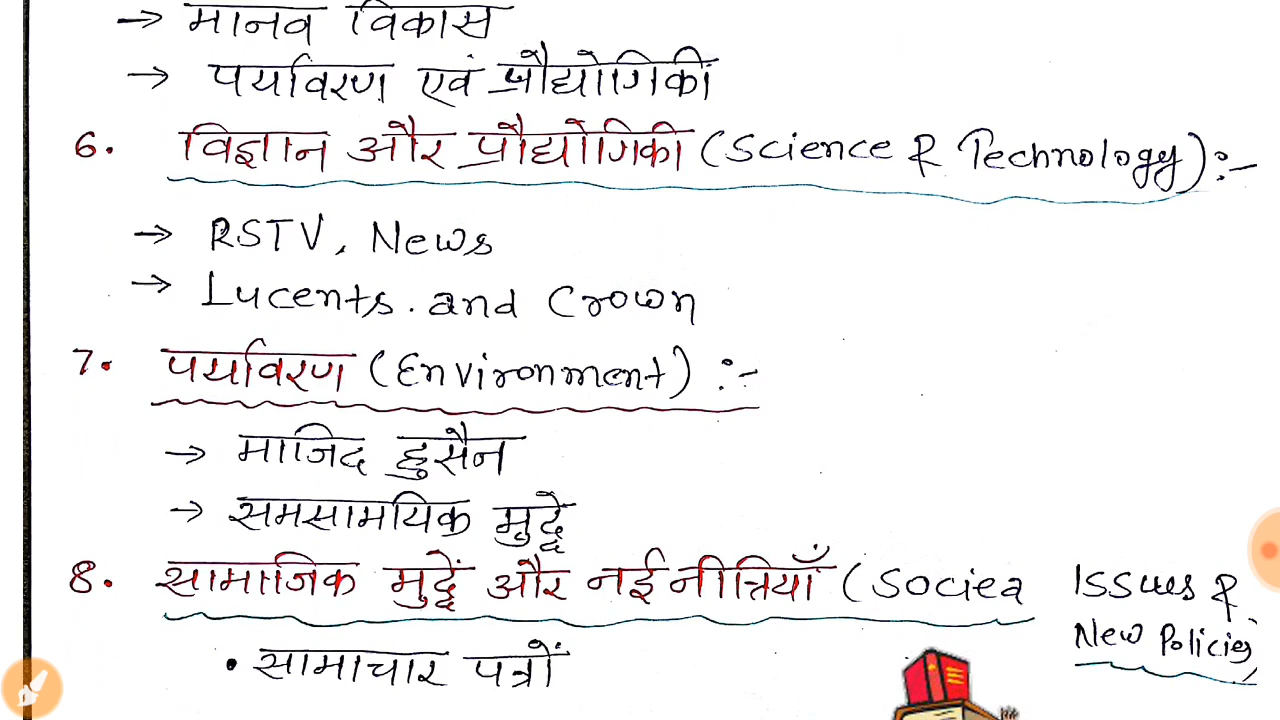 → मानव विकास
→ पर्यावरण एवं प्रौद्योगिकी
6. विज्ञान और प्रौद्योगिकी (Science & Technology) :-
→ RSTV, News
→ Lucents. and Crown
7. पर्यावरण (Environment) :-
→ माजिद हुसैन
→ समसामयिक मुद्दे
8. सामाजिक मुद्दें और नई नीत्रियाँ (Sociea Issues &
New Policies)
• सामाचार पत्रों